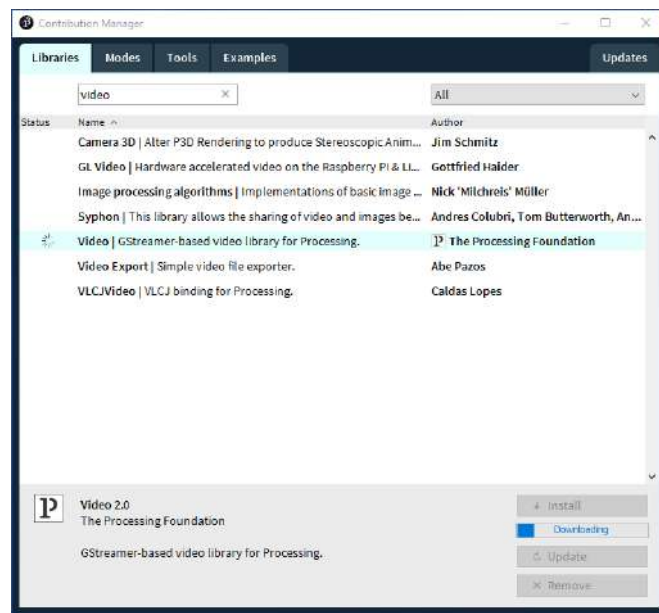 Contribution Manager
Libraries Modes Tools Examples Updates
video × All
Status Name Author
Camera 3D | Alter P3D Rendering to produce Stereoscopic Anim... Jim Schmitz
GL Video | Hardware accelerated video on the Raspberry Pi & Li... Gottfried Haider
Image processing algorithms | Implementations of basic image ... Nick 'Milchreis' Müller
Syphon | This library allows the sharing of video and images be... Andres Colubri, Tom Butterworth, An...
Video | GStreamer-based video library for Processing. P The Processing Foundation
Video Export | Simple video file exporter. Abe Pazos
VLCJVideo | VLCJ binding for Processing. Caldas Lopes
P Video 2.0
The Processing Foundation
GStreamer-based video library for Processing.
Install
Downloading
Update
× Remove